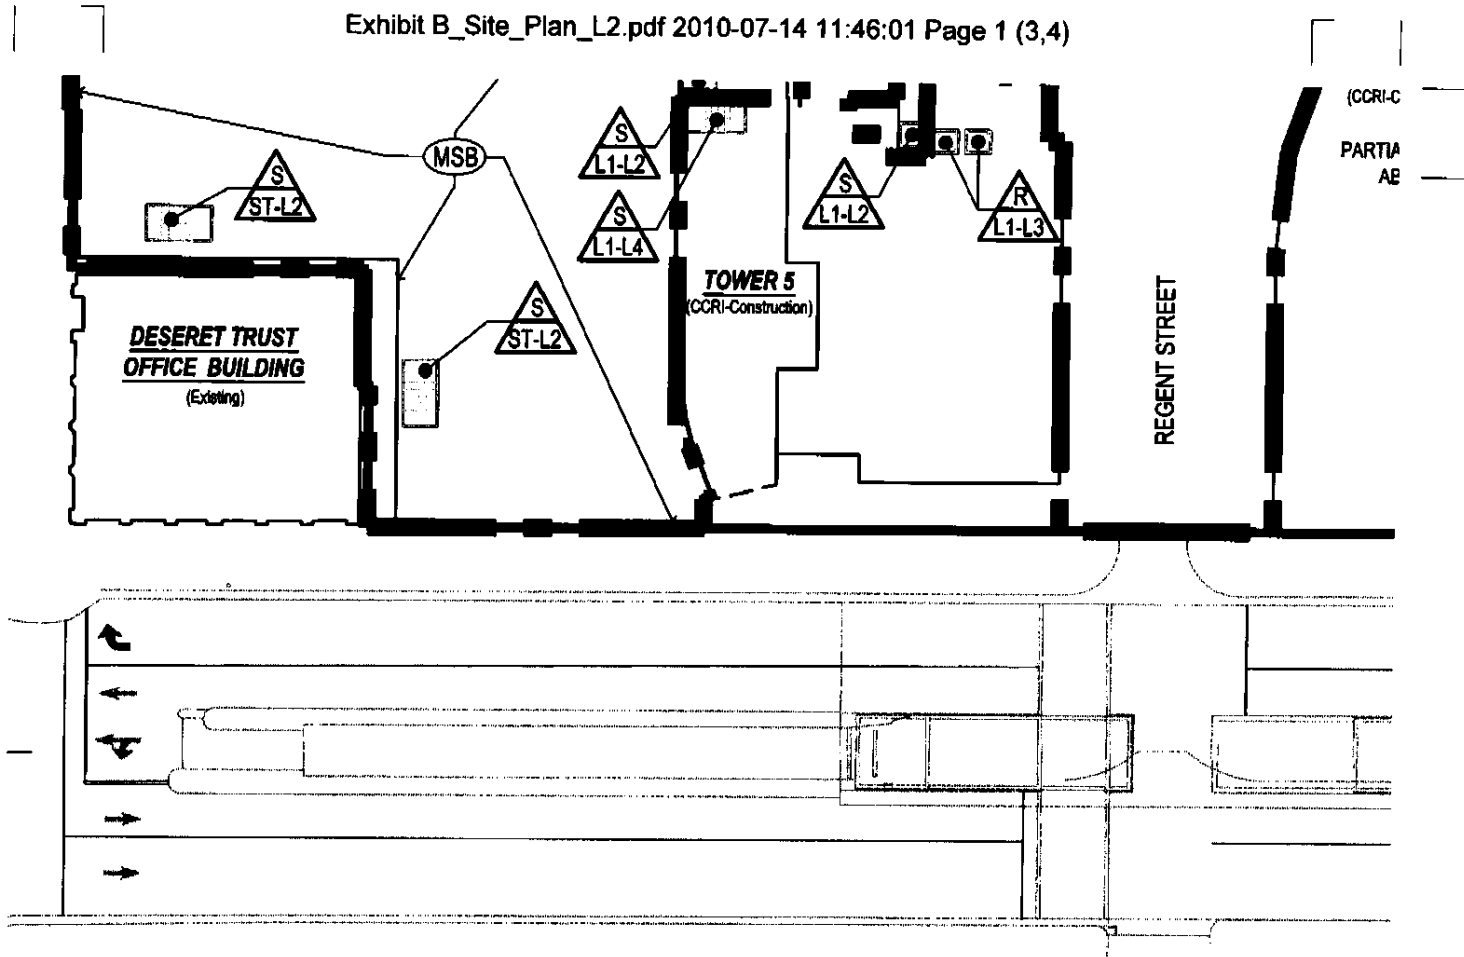 Exhibit B_Site_Plan_L2.pdf 2010-07-14 11:46:01 Page 1 (3,4)
(CCRI-C
PARTIA
AB
MSB
S
L1-L2
S
ST-L2
S
L1-L4
S
L1-L2
R
L1-L3
TOWER 5
(CCRI-Construction)
S
ST-L2
DESERET TRUST
OFFICE BUILDING
(Existing)
REGENT STREET